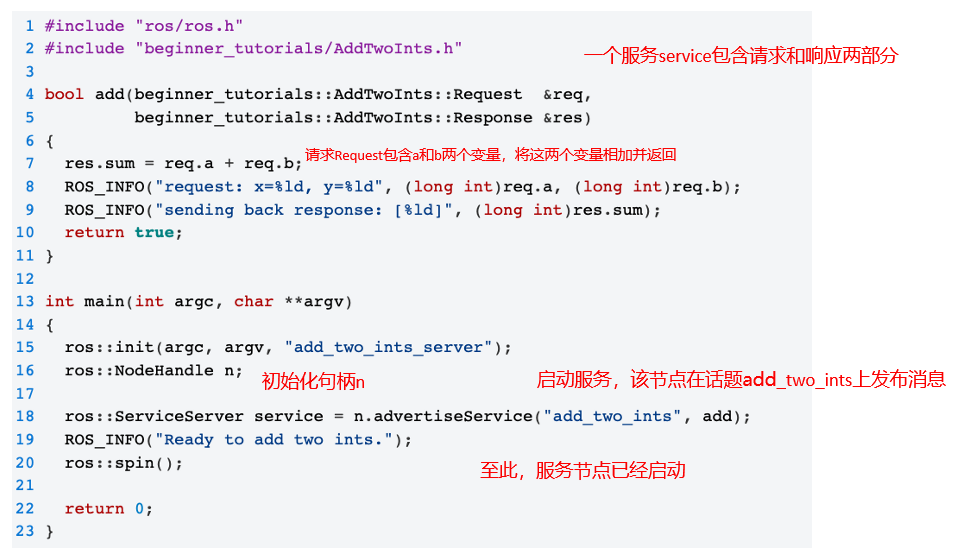 1 #include "ros/ros.h"
2 #include "beginner_tutorials/AddTwoInts.h"
一个服务service包含请求和响应两部分
3
4 bool add(beginner_tutorials::AddTwoInts::Request  &req,
5          beginner_tutorials::AddTwoInts::Response &res)
6 {
7   res.sum = req.a + req.b; 请求Request包含a和b两个变量，将这两个变量相加并返回
8   ROS_INFO("request: x=%ld, y=%ld", (long int)req.a, (long int)req.b);
9   ROS_INFO("sending back response: [%ld]", (long int)res.sum);
10   return true;
11 }
12
13 int main(int argc, char **argv)
14 {
15   ros::init(argc, argv, "add_two_ints_server");
16   ros::NodeHandle n; 初始化句柄n
启动服务，该节点在话题add_two_ints上发布消息
17
18   ros::ServiceServer service = n.advertiseService("add_two_ints", add);
19   ROS_INFO("Ready to add two ints.");
20   ros::spin(); 至此，服务节点已经启动
21
22   return 0;
23 }